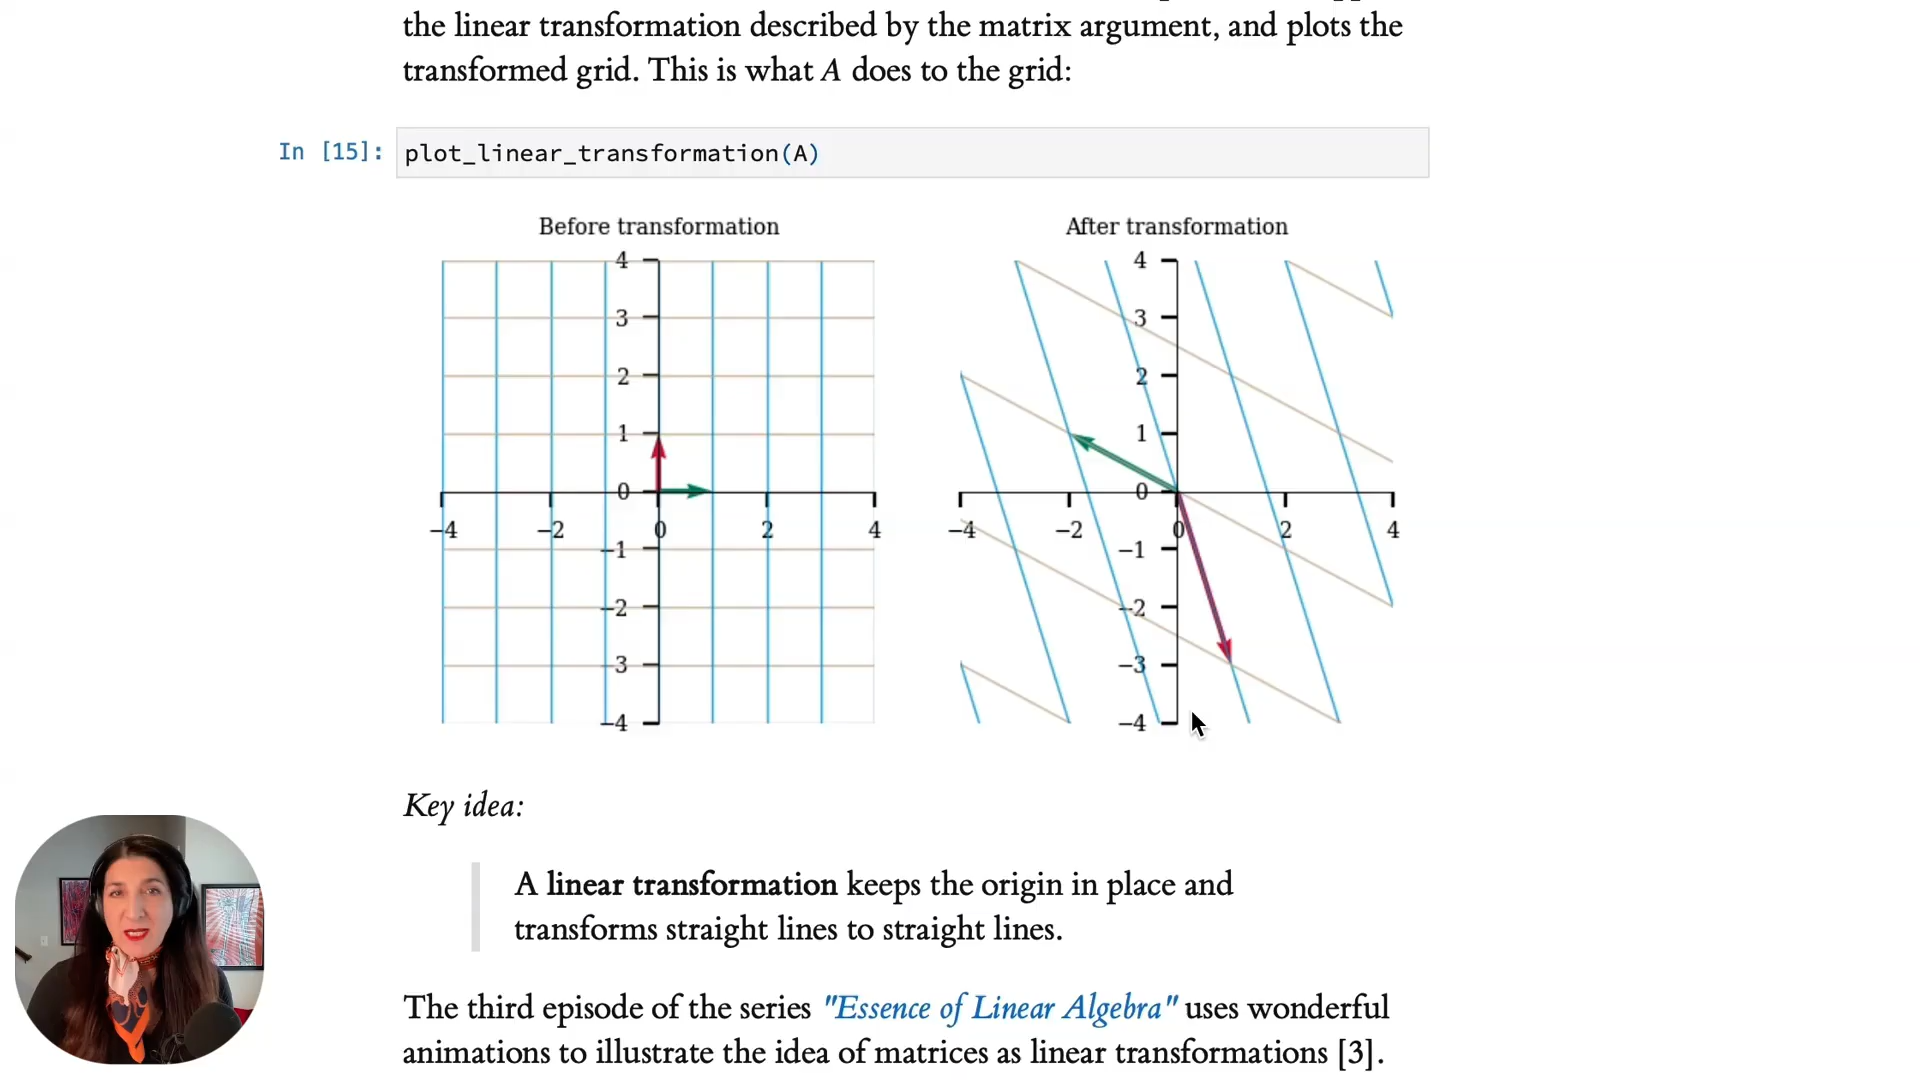 the linear transformation described by the matrix argument, and plots the
transformed grid. This is what A does to the grid:
In [15]: plot_linear_transformation(A)
Before transformation
After transformation
4
3
2
1
0
−1
−2
−3
−4
−4 −2 0 2 4
4
3
2
1
0
−1
−2
−3
−4
−4 −2 0 2 4
Key idea:
A linear transformation keeps the origin in place and
transforms straight lines to straight lines.
The third episode of the series "Essence of Linear Algebra" uses wonderful
animations to illustrate the idea of matrices as linear transformations [3].